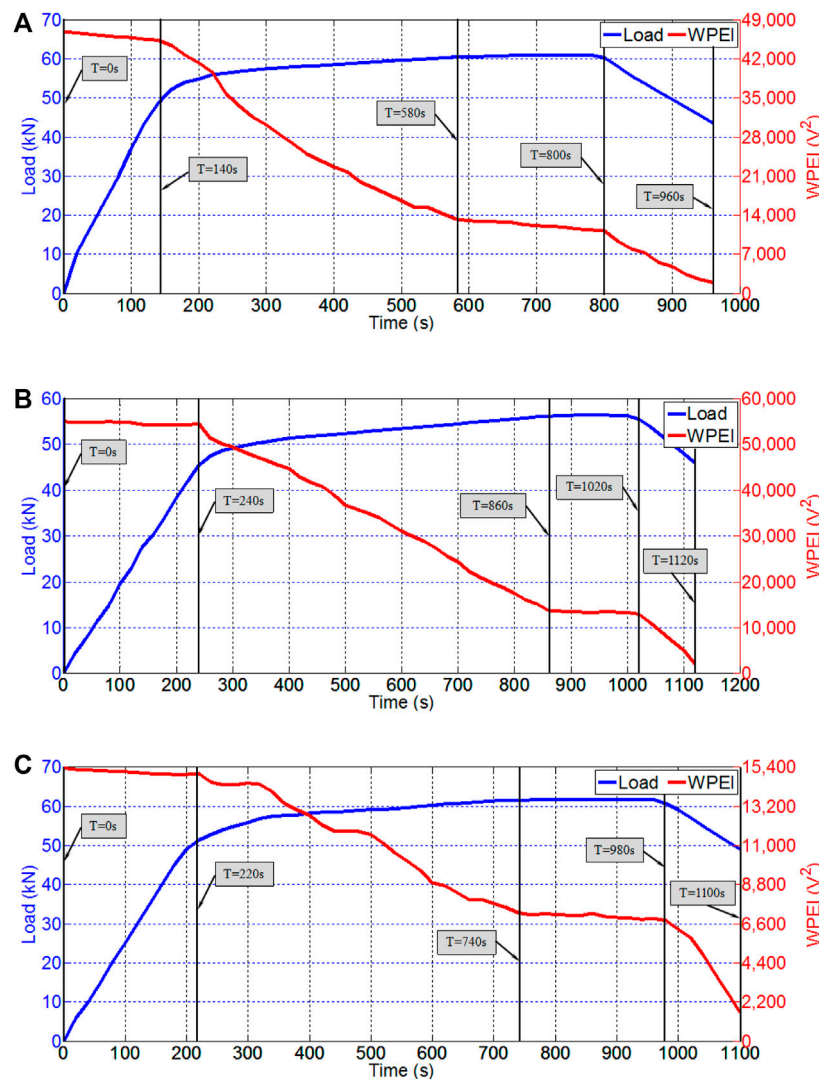 A
70
60
50
40
30
20
10
0
Load (kN)
49,000
42,000
35,000
28,000
21,000
14,000
7,000
0
WPEI (V²)
Load WPEI
T=0s
T=140s
T=580s
T=800s
T=960s
0 100 200 300 400 500 600 700 800 900 1000
Time (s)
B
60
50
40
30
20
10
0
Load (kN)
60,000
50,000
40,000
30,000
20,000
10,000
0
WPEI (V²)
Load
WPEI
T=0s
T=240s
T=860s
T=1020s
T=1120s
0 100 200 300 400 500 600 700 800 900 1000 1100 1200
Time (s)
C
70
60
50
40
30
20
10
0
Load (kN)
15,400
13,200
11,000
8,800
6,600
4,400
2,200
0
WPEI (V²)
Load WPEI
T=0s
T=220s
T=740s
T=980s
T=1100s
0 100 200 300 400 500 600 700 800 900 1000 1100
Time (s)